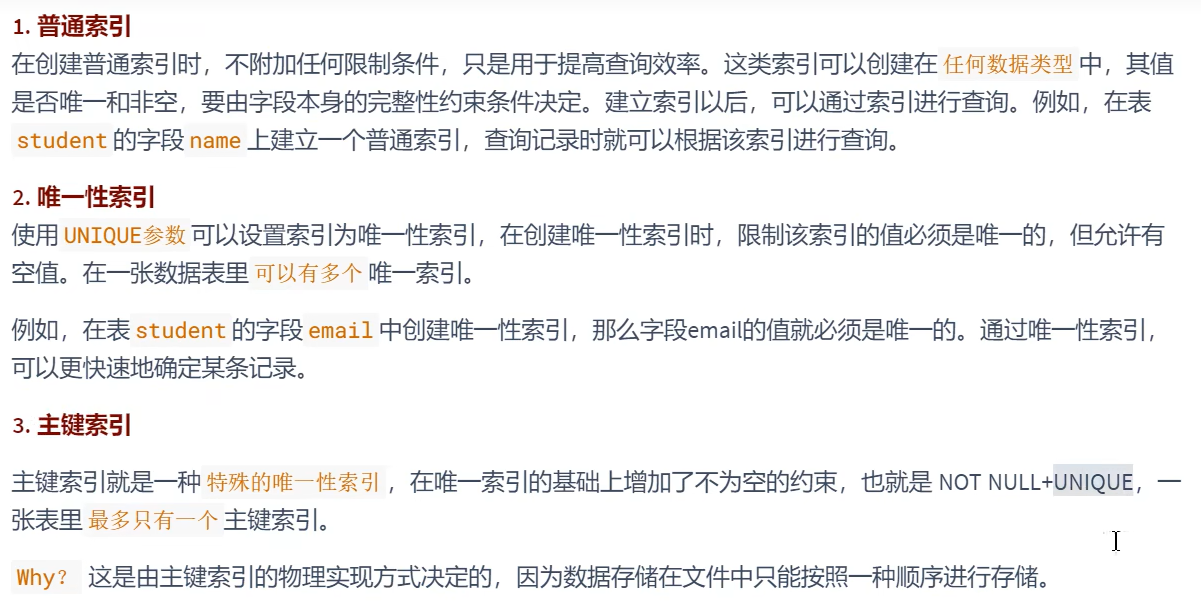 1. 普通索引
在创建普通索引时，不附加任何限制条件，只是用于提高查询效率。这类索引可以创建在 任何数据类型 中，其值
是否唯一和非空，要由字段本身的完整性约束条件决定。建立索引以后，可以通过索引进行查询。例如，在表
student 的字段 name 上建立一个普通索引，查询记录时就可以根据该索引进行查询。
2. 唯一性索引
使用 UNIQUE参数 可以设置索引为唯一性索引，在创建唯一性索引时，限制该索引的值必须是唯一的，但允许有
空值。在一张数据表里 可以有多个 唯一索引。
例如，在表 student 的字段 email 中创建唯一性索引，那么字段email的值就必须是唯一的。通过唯一性索引，
可以更快速地确定某条记录。
3. 主键索引
主键索引就是一种 特殊的唯一性索引 ，在唯一索引的基础上增加了不为空的约束，也就是 NOT NULL+UNIQUE，一
张表里 最多只有一个 主键索引。
Why？ 这是由主键索引的物理实现方式决定的，因为数据存储在文件中只能按照一种顺序进行存储。